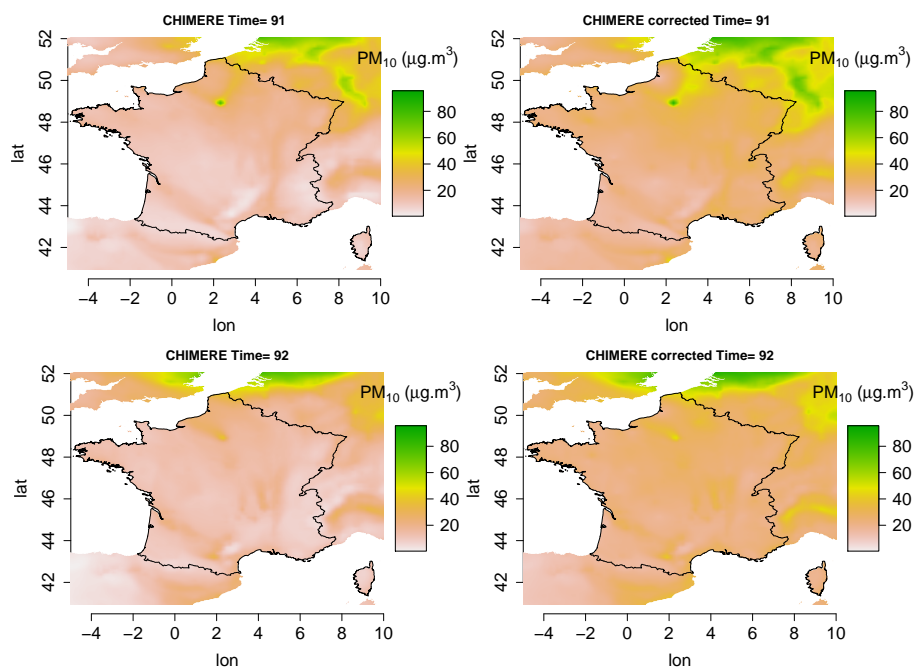 CHIMERE Time= 91
52
50
48
46
44
42
lat
−4 −2 0 2 4 6 8 10
lon
PM₁₀ (μg.m³)
80
60
40
20
CHIMERE corrected Time= 91
52
50
48
46
44
42
lat
−4 −2 0 2 4 6 8 10
lon
PM₁₀ (μg.m³)
80
60
40
20
CHIMERE Time= 92
52
50
48
46
44
42
lat
−4 −2 0 2 4 6 8 10
lon
PM₁₀ (μg.m³)
80
60
40
20
CHIMERE corrected Time= 92
52
50
48
46
44
42
lat
−4 −2 0 2 4 6 8 10
lon
PM₁₀ (μg.m³)
80
60
40
20